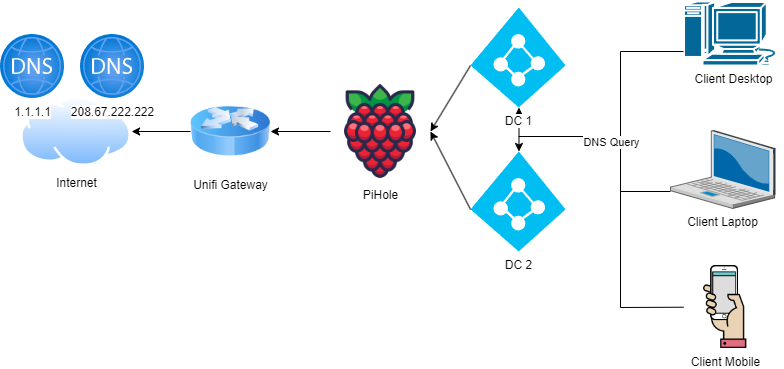 DNS
DNS
1.1.1.1
208.67.222.222
Internet
Unifi Gateway
PiHole
DC 1
DC 2
DNS Query
Client Desktop
Client Laptop
Client Mobile